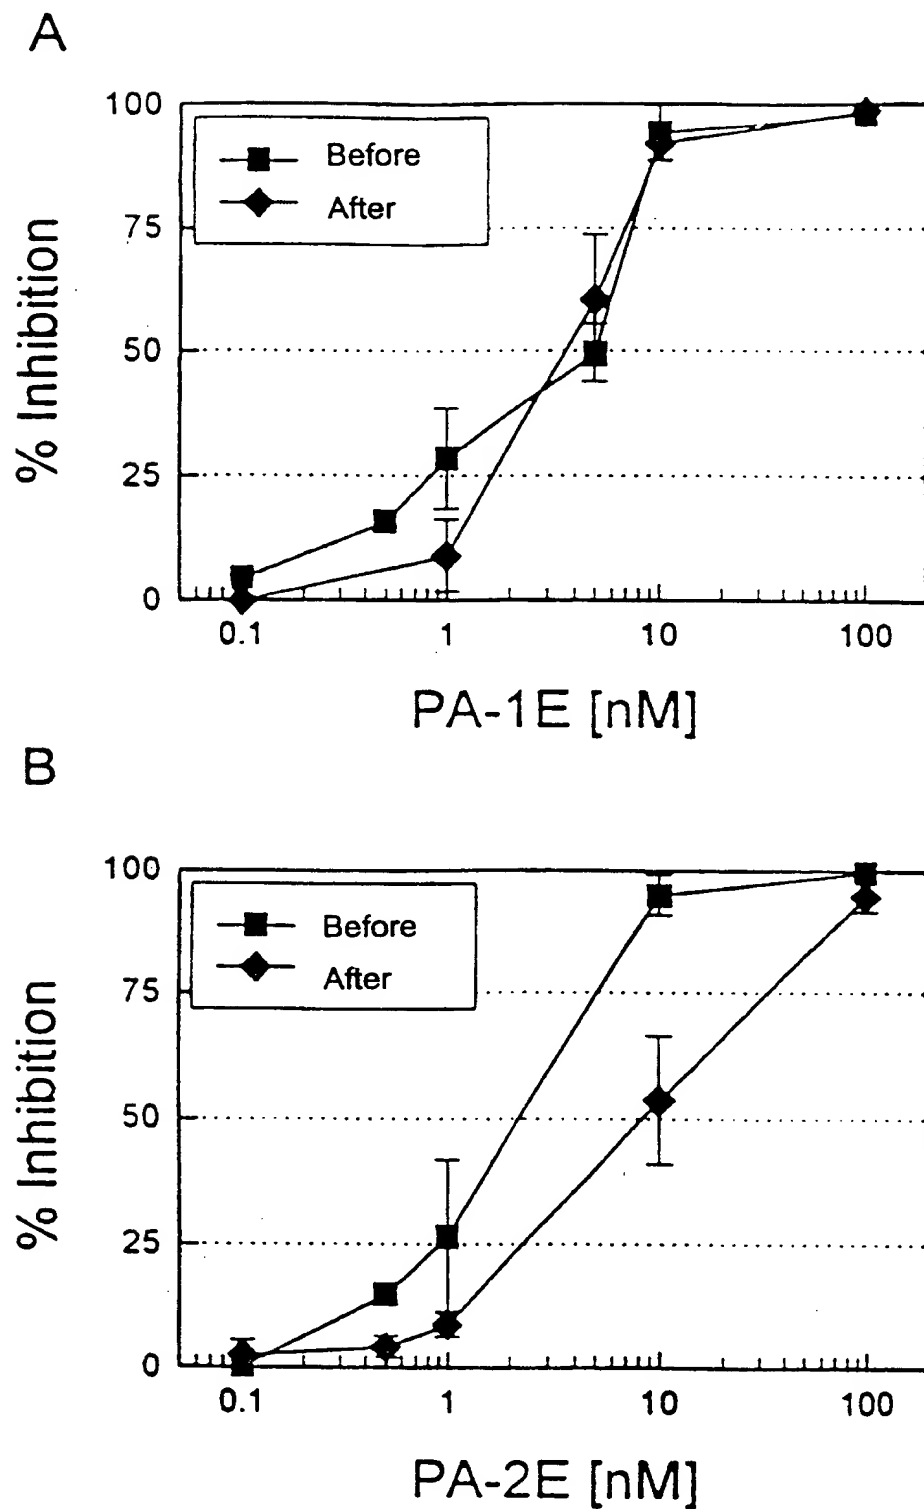 A
100
75
50
25
0
% Inhibition
Before
After
0.1 1 10 100
PA-1E [nM]
B
100
75
50
25
0
% Inhibition
Before
After
0.1 1 10 100
PA-2E [nM]